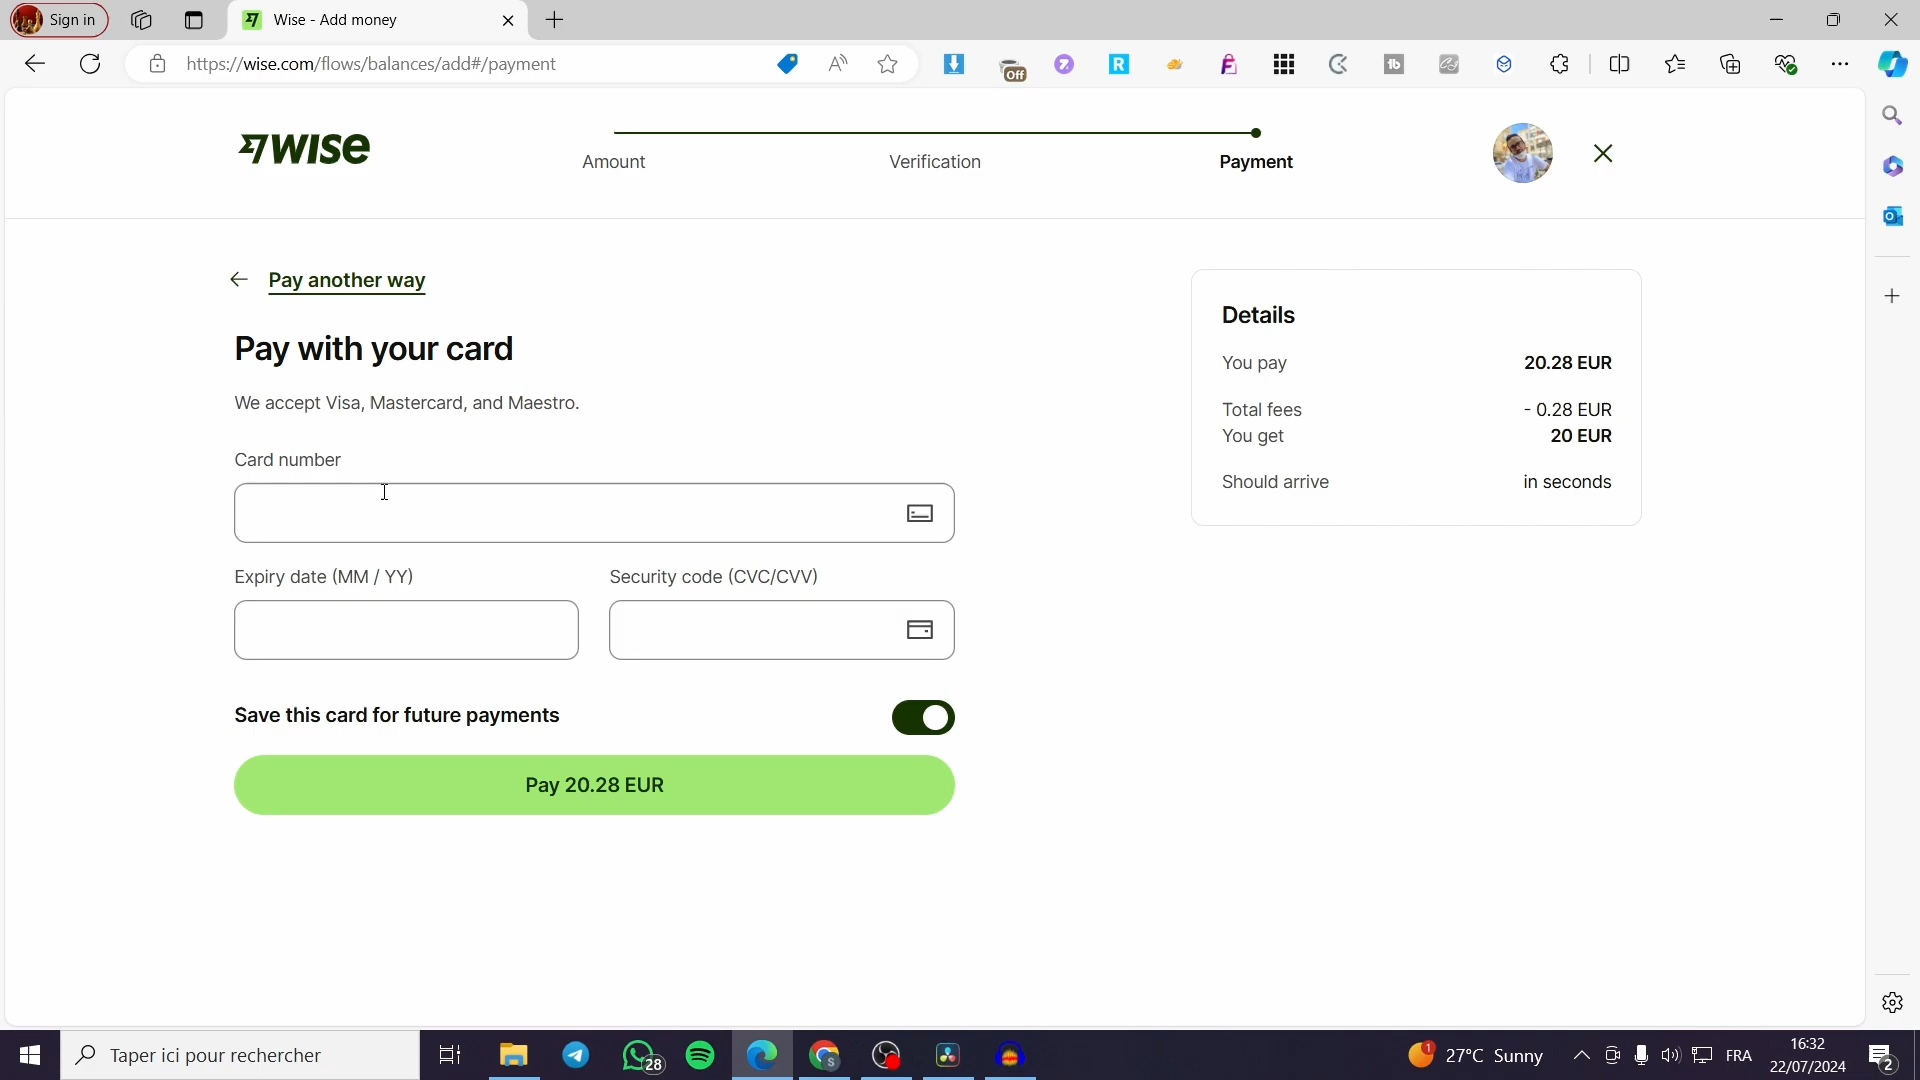 Sign in
Wise - Add money
https://wise.com/flows/balances/add#/payment
Off
R
tb
WISE
Amount
Verification
Payment
Pay another way
Pay with your card
We accept Visa, Mastercard, and Maestro.
Card number
Expiry date (MM / YY)
Security code (CVC/CVV)
Save this card for future payments
Pay 20.28 EUR
Details
You pay 20.28 EUR
Total fees - 0.28 EUR
You get 20 EUR
Should arrive in seconds
Taper ici pour rechercher
28
S
1
27°C Sunny
FRA
16:32
22/07/2024
2